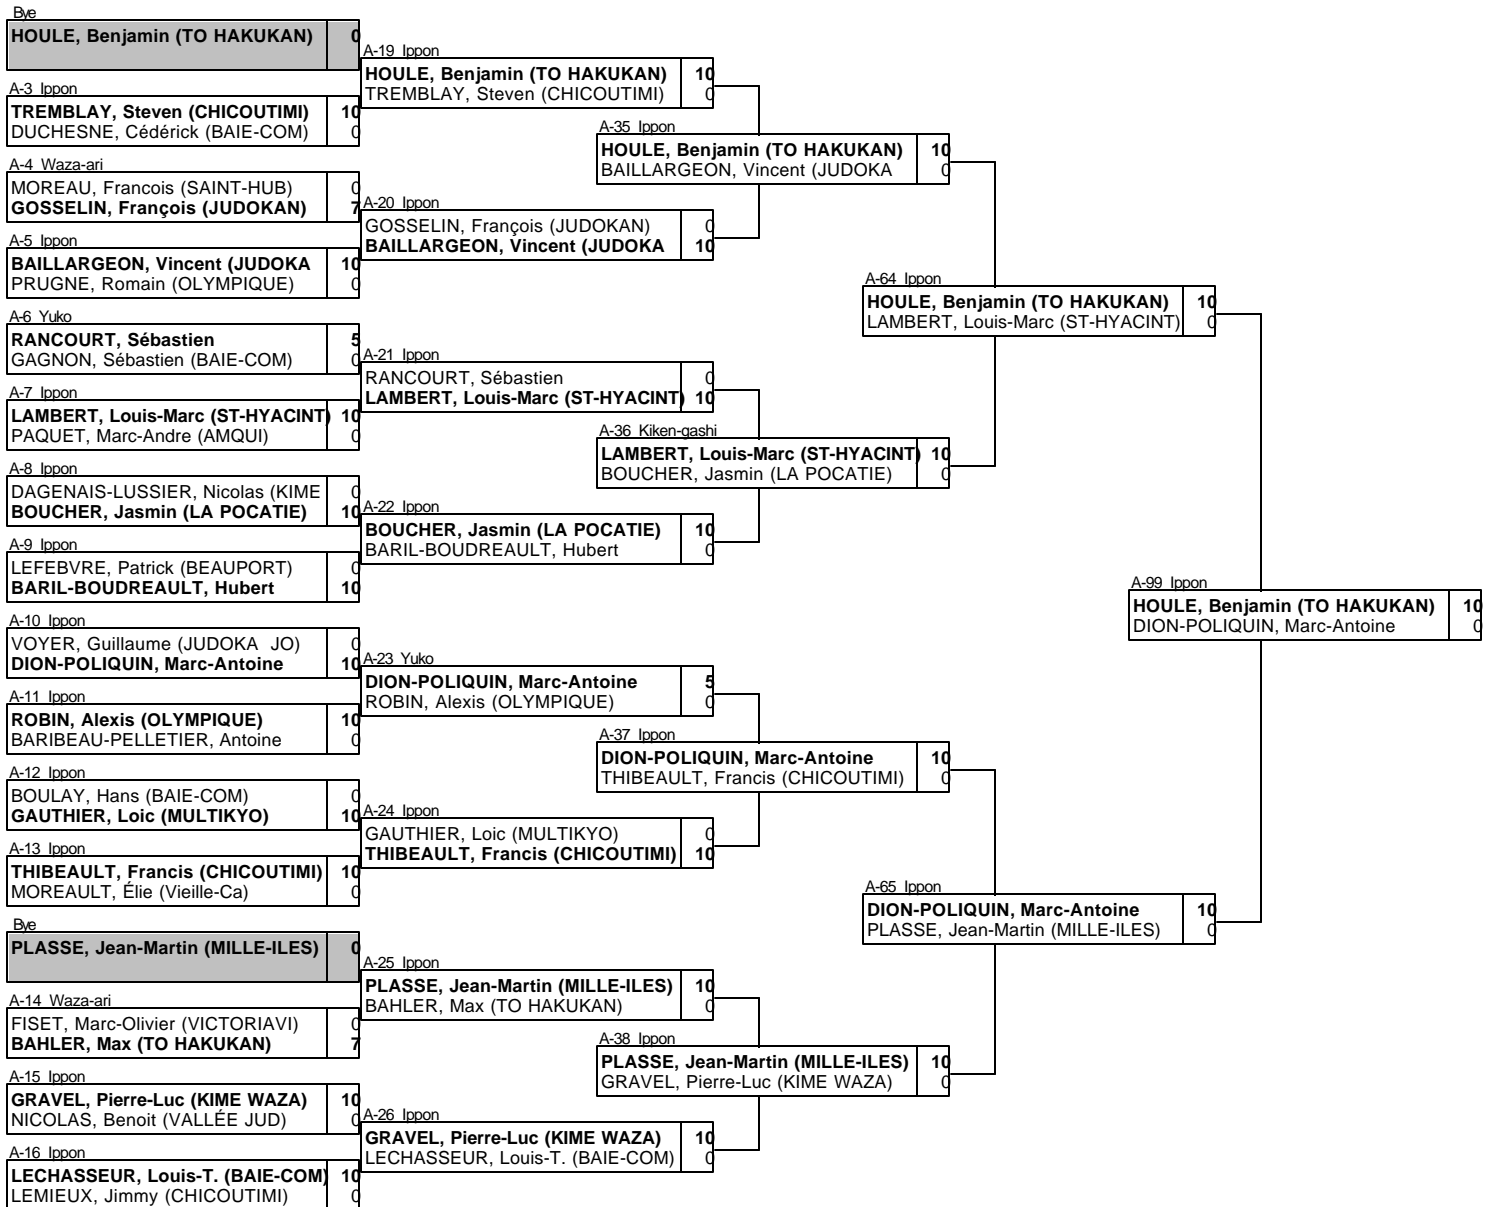 Bye
HOULE, Benjamin (TO HAKUKAN) 0
A-3 Ippon
TREMBLAY, Steven (CHICOUTIMI) 10
DUCHESNE, Cédérick (BAIE-COM) 0
A-4 Waza-ari
MOREAU, Francois (SAINT-HUB) 0
GOSSELIN, François (JUDOKAN) 7
A-5 Ippon
BAILLARGEON, Vincent (JUDOKA 10
PRUGNE, Romain (OLYMPIQUE) 0
A-6 Yuko
RANCOURT, Sébastien 5
GAGNON, Sébastien (BAIE-COM) 0
A-7 Ippon
LAMBERT, Louis-Marc (ST-HYACINT) 10
PAQUET, Marc-Andre (AMQUI) 0
A-8 Ippon
DAGENAIS-LUSSIER, Nicolas (KIME 0
BOUCHER, Jasmin (LA POCATIE) 10
A-9 Ippon
LEFEBVRE, Patrick (BEAUPORT) 0
BARIL-BOUDREAULT, Hubert 10
A-10 Ippon
VOYER, Guillaume (JUDOKA JO) 0
DION-POLIQUIN, Marc-Antoine 10
A-11 Ippon
ROBIN, Alexis (OLYMPIQUE) 10
BARIBEAU-PELLETIER, Antoine 0
A-12 Ippon
BOULAY, Hans (BAIE-COM) 0
GAUTHIER, Loic (MULTIKYO) 10
A-13 Ippon
THIBEAULT, Francis (CHICOUTIMI) 10
MOREAULT, Élie (Vieille-Ca) 0
Bye
PLASSE, Jean-Martin (MILLE-ILES) 0
A-14 Waza-ari
FISET, Marc-Olivier (VICTORIAVI) 0
BAHLER, Max (TO HAKUKAN) 7
A-15 Ippon
GRAVEL, Pierre-Luc (KIME WAZA) 10
NICOLAS, Benoit (VALLÉE JUD) 0
A-16 Ippon
LECHASSEUR, Louis-T. (BAIE-COM) 10
LEMIEUX, Jimmy (CHICOUTIMI) 0
A-19 Ippon
HOULE, Benjamin (TO HAKUKAN) 10
TREMBLAY, Steven (CHICOUTIMI) 0
A-20 Ippon
GOSSELIN, François (JUDOKAN) 0
BAILLARGEON, Vincent (JUDOKA 10
A-21 Ippon
RANCOURT, Sébastien 0
LAMBERT, Louis-Marc (ST-HYACINT) 10
A-22 Ippon
BOUCHER, Jasmin (LA POCATIE) 10
BARIL-BOUDREAULT, Hubert 0
A-23 Yuko
DION-POLIQUIN, Marc-Antoine 5
ROBIN, Alexis (OLYMPIQUE) 0
A-24 Ippon
GAUTHIER, Loic (MULTIKYO) 0
THIBEAULT, Francis (CHICOUTIMI) 10
A-25 Ippon
PLASSE, Jean-Martin (MILLE-ILES) 10
BAHLER, Max (TO HAKUKAN) 0
A-26 Ippon
GRAVEL, Pierre-Luc (KIME WAZA) 10
LECHASSEUR, Louis-T. (BAIE-COM) 0
A-35 Ippon
HOULE, Benjamin (TO HAKUKAN) 10
BAILLARGEON, Vincent (JUDOKA 0
A-36 Kiken-gashi
LAMBERT, Louis-Marc (ST-HYACINT) 10
BOUCHER, Jasmin (LA POCATIE) 0
A-37 Ippon
DION-POLIQUIN, Marc-Antoine 10
THIBEAULT, Francis (CHICOUTIMI) 0
A-38 Ippon
PLASSE, Jean-Martin (MILLE-ILES) 10
GRAVEL, Pierre-Luc (KIME WAZA) 0
A-64 Ippon
HOULE, Benjamin (TO HAKUKAN) 10
LAMBERT, Louis-Marc (ST-HYACINT) 0
A-65 Ippon
DION-POLIQUIN, Marc-Antoine 10
PLASSE, Jean-Martin (MILLE-ILES) 0
A-99 Ippon
HOULE, Benjamin (TO HAKUKAN) 10
DION-POLIQUIN, Marc-Antoine 0